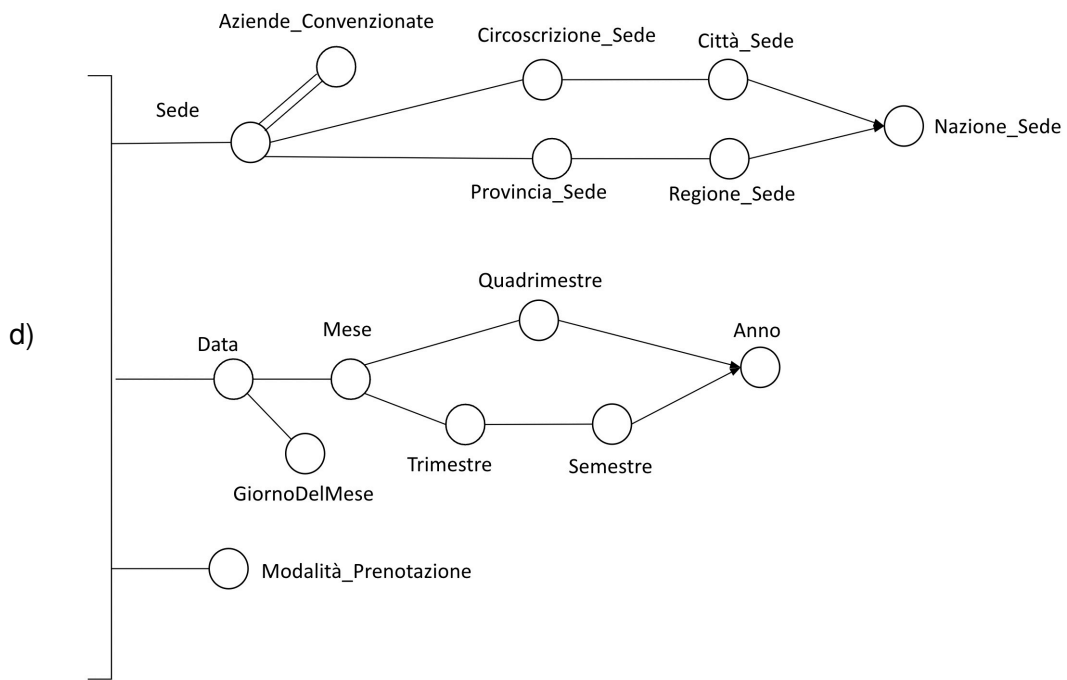 Aziende_Convenzionate
Circoscrizione_Sede
Città_Sede
Sede
Nazione_Sede
Provincia_Sede
Regione_Sede
Quadrimestre
d)
Data
Mese
Anno
Trimestre
Semestre
GiornoDelMese
Modalità_Prenotazione